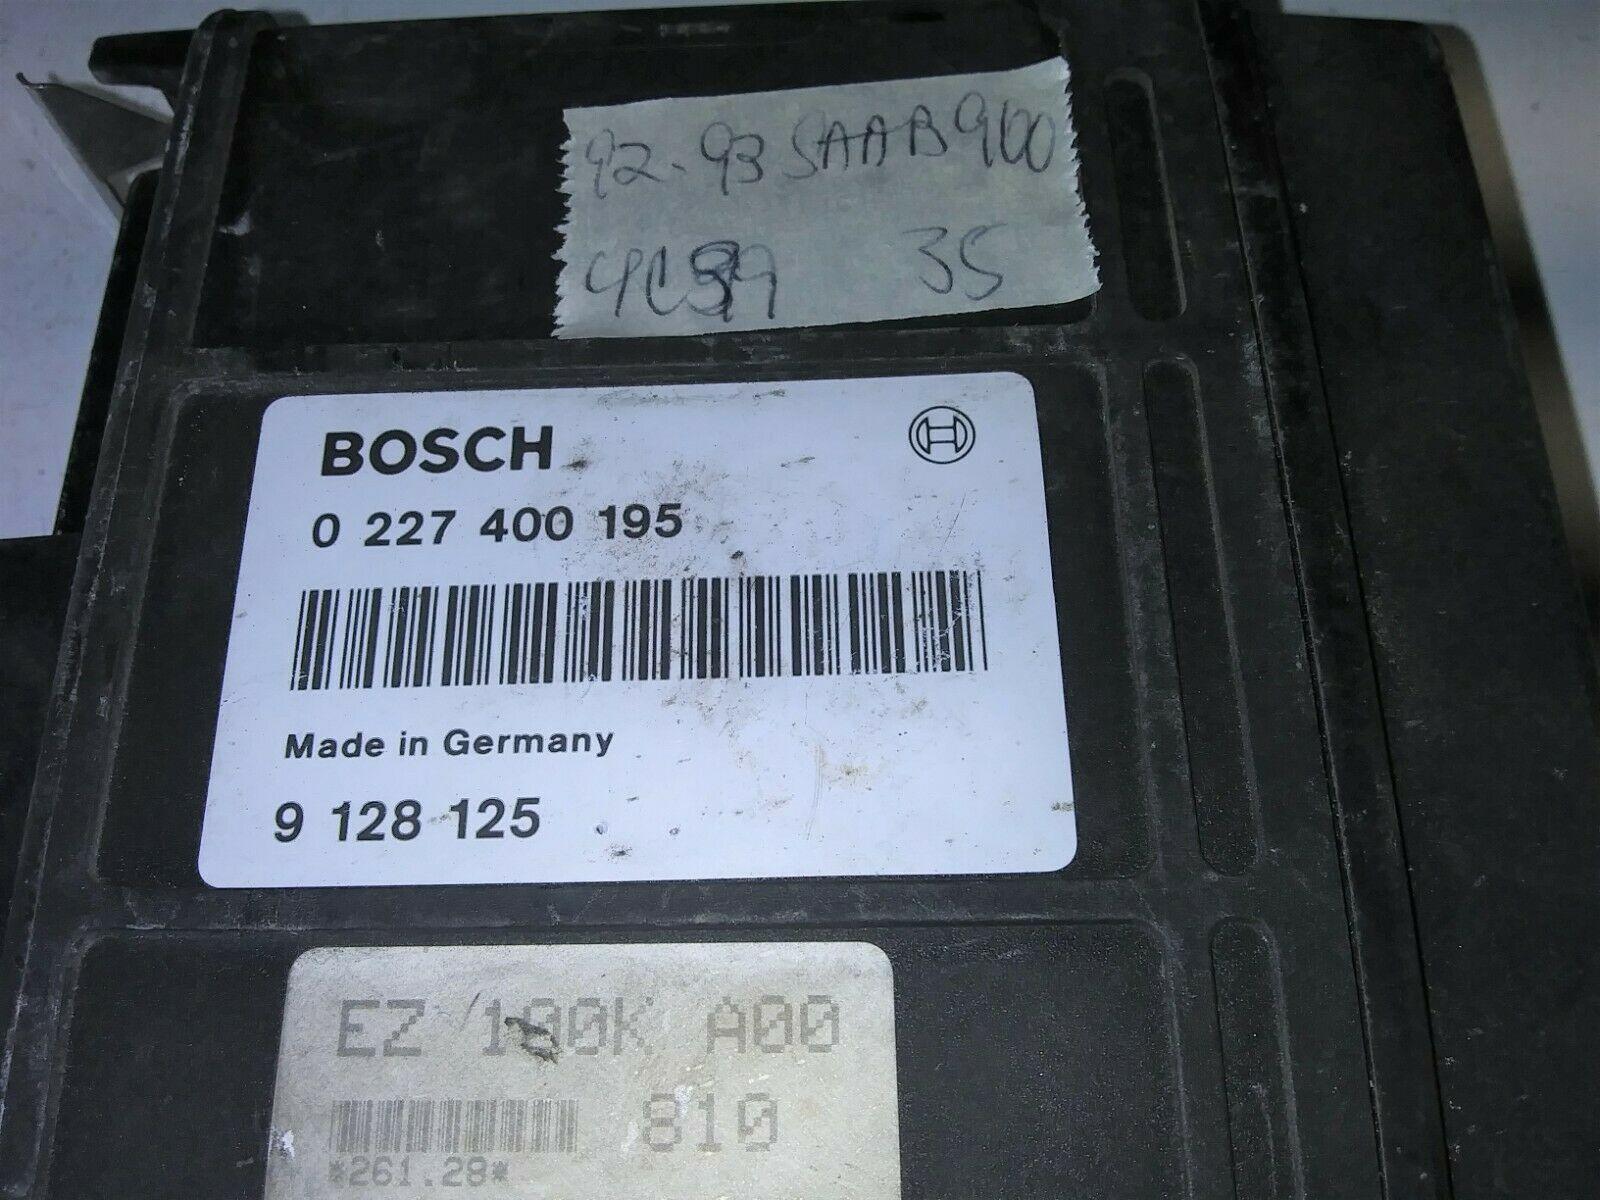 92-93 SAAB 900
35
BOSCH
0 227 400 195
Made in Germany
9 128 125
EZ/100K A00
810
*261.28*